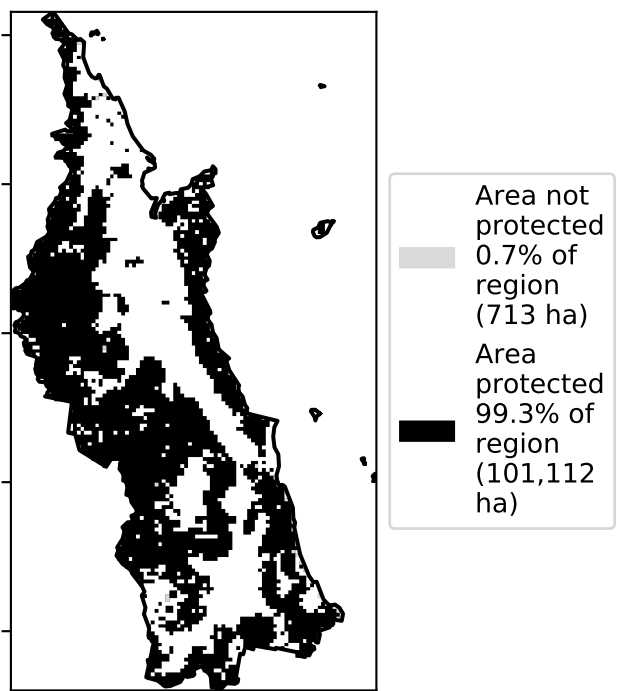 Area not
protected
0.7% of
region
(713 ha)
Area
protected
99.3% of
region
(101,112
ha)